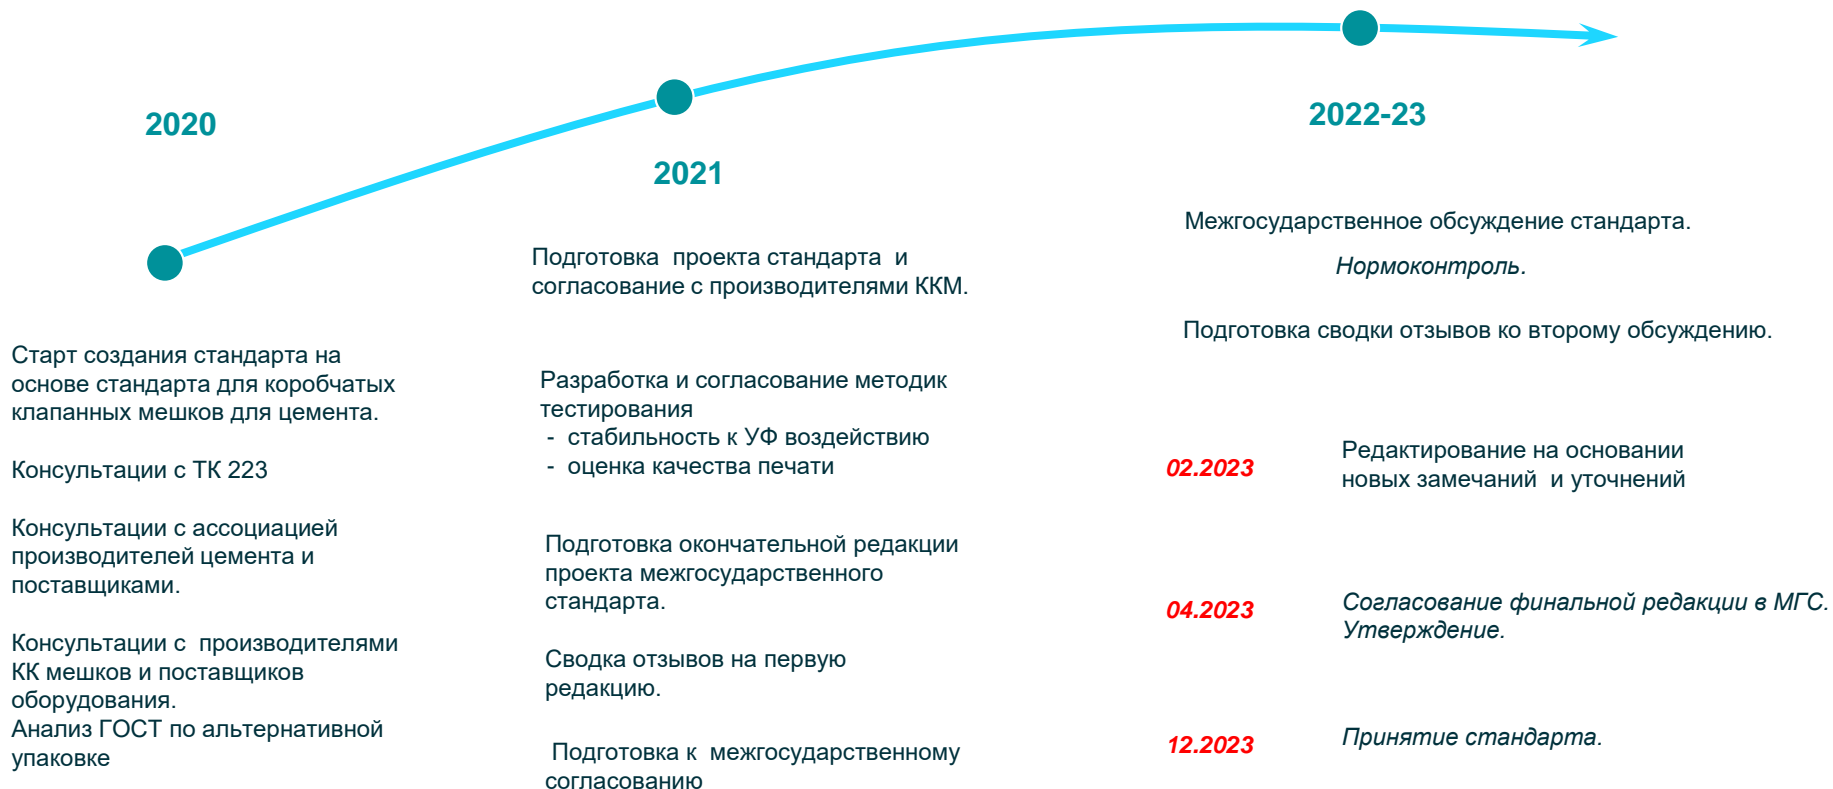 2020
Старт создания стандарта на
основе стандарта для коробчатых
клапанных мешков для цемента.
Консультации с ТК 223
Консультации с ассоциацией
производителей цемента и
поставщиками.
Консультации с  производителями
КК мешков и поставщиков
оборудования.
Анализ ГОСТ по альтернативной
упаковке
2021
Подготовка  проекта стандарта  и
согласование с производителями ККМ.
Разработка и согласование методик
тестирования
-  стабильность к УФ воздействию
-  оценка качества печати
Подготовка окончательной редакции
проекта межгосударственного
стандарта.
Сводка отзывов на первую
редакцию.
Подготовка к  межгосударственному
согласованию
2022-23
Межгосударственное обсуждение стандарта.
Нормоконтроль.
Подготовка сводки отзывов ко второму обсуждению.
02.2023
Редактирование на основании
новых замечаний  и уточнений
04.2023
Согласование финальной редакции в МГС.
Утверждение.
12.2023
Принятие стандарта.